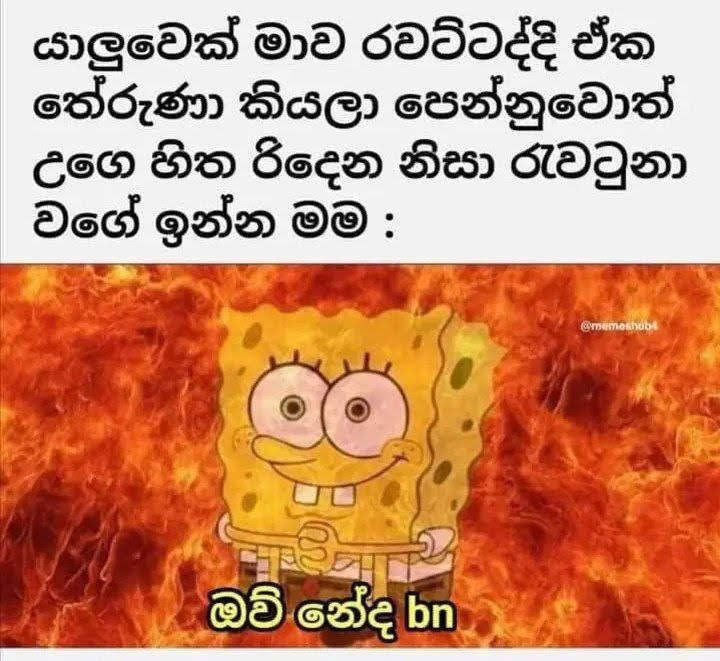 යාලුවෙක් මාව රවට්ටද්දි ඒක
තේරුණා කියලා පෙන්නුවොත්
උගෙ හිත රිදෙන නිසා රැවටුනා
වගේ ඉන්න මම :
@memeshub4
ඔව් නේද bn